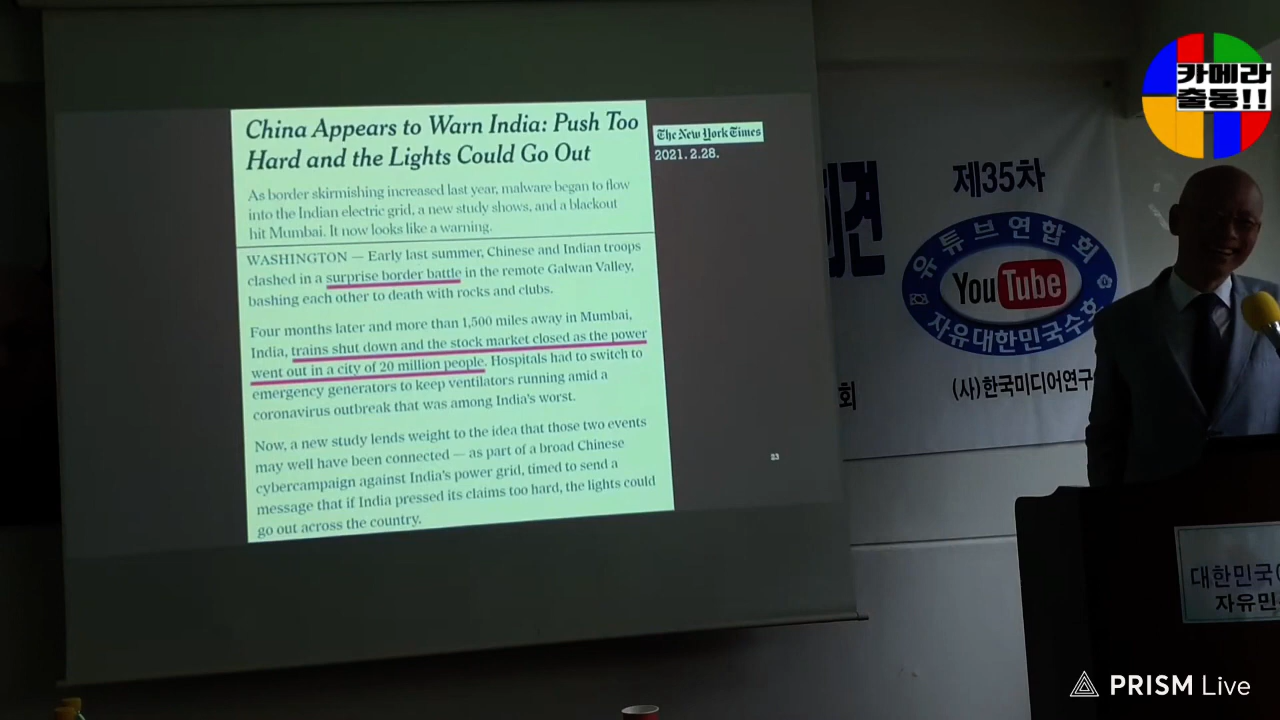 China Appears to Warn India: Push Too
Hard and the Lights Could Go Out
As border skirmishing increased last year, malware began to flow
into the Indian electric grid, a new study shows, and a blackout
hit Mumbai. It now looks like a warning.
WASHINGTON — Early last summer, Chinese and Indian troops
clashed in a surprise border battle in the remote Galwan Valley,
bashing each other to death with rocks and clubs.
Four months later and more than 1,500 miles away in Mumbai,
India, trains shut down and the stock market closed as the power
went out in a city of 20 million people. Hospitals had to switch to
emergency generators to keep ventilators running amid a
coronavirus outbreak that was among India's worst.
Now, a new study lends weight to the idea that those two events
may well have been connected — as part of a broad Chinese
cybercampaign against India's power grid, timed to send a
message that if India pressed its claims too hard, the lights could
go out across the country.
The New York Times
2021. 2.28.
33
카메라
출동!!
견
제35차
유튜브연합회
YouTube
자유대한민국수호
회
(사)한국미디어연구
대한민국
자유민
PRISM Live